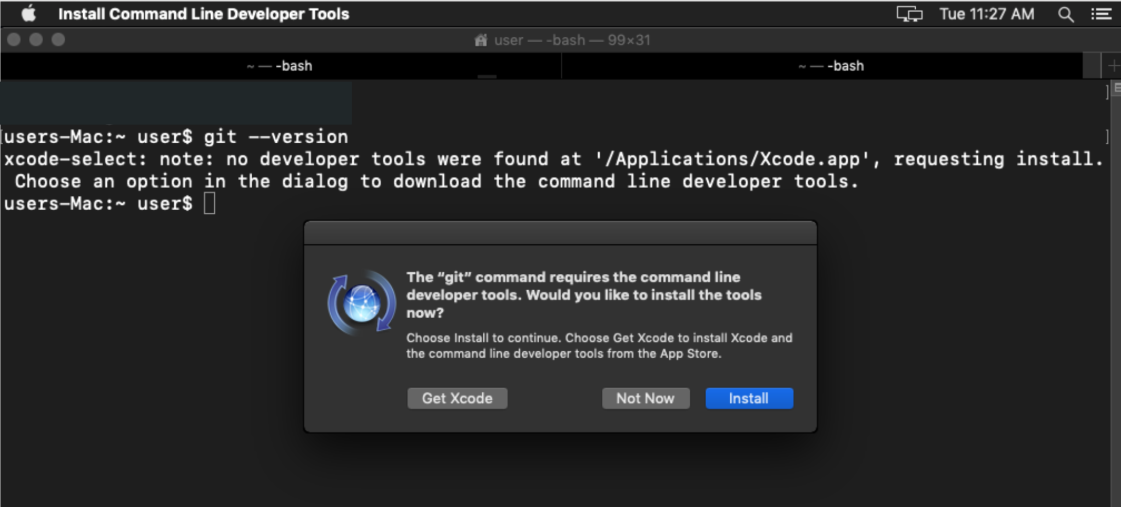 Install Command Line Developer Tools
Tue 11:27 AM
user — -bash — 99×31
~ — -bash
~ — -bash
users-Mac:~ user$ git --version
xcode-select: note: no developer tools were found at '/Applications/Xcode.app', requesting install.
Choose an option in the dialog to download the command line developer tools.
users-Mac:~ user$
The “git” command requires the command line
developer tools. Would you like to install the tools
now?
Choose Install to continue. Choose Get Xcode to install Xcode and
the command line developer tools from the App Store.
Get Xcode
Not Now
Install